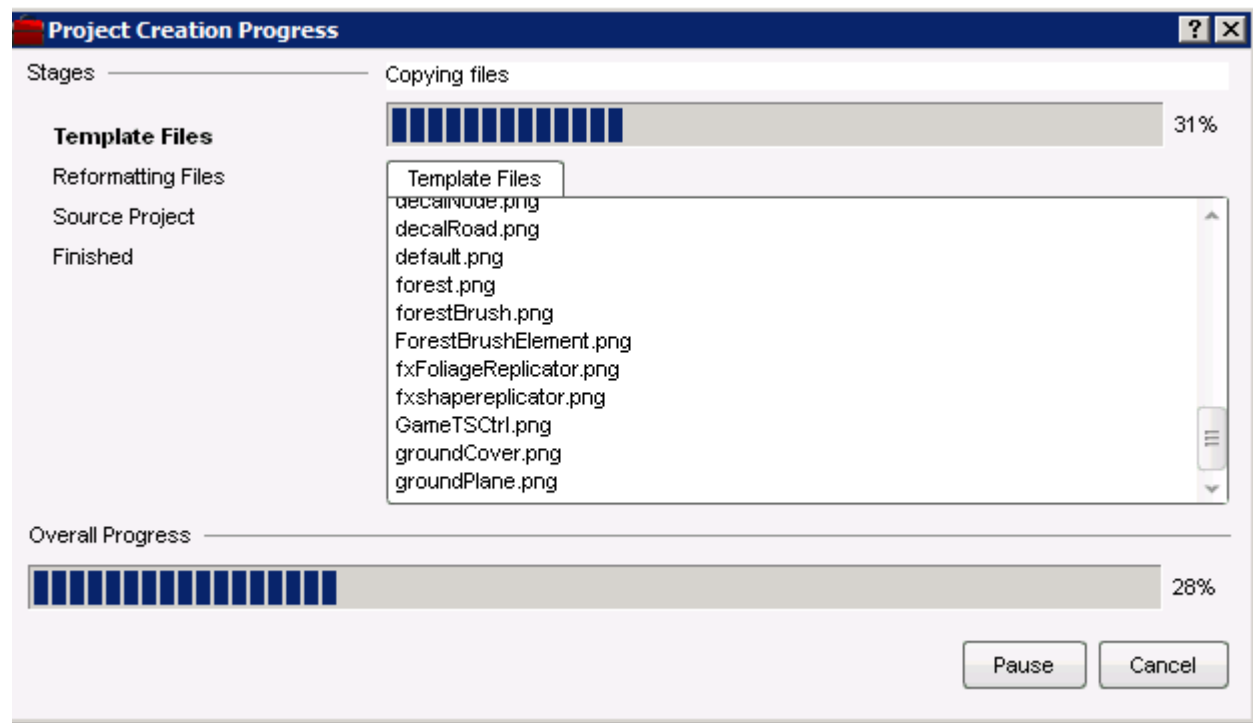 Project Creation Progress
Stages
Copying files
Template Files
31%
Reformatting Files
Source Project
Finished
Template Files
decalNode.png
decalRoad.png
default.png
forest.png
forestBrush.png
ForestBrushElement.png
fxFoliageReplicator.png
fxshapereplicator.png
GameTSCtrl.png
groundCover.png
groundPlane.png
Overall Progress
28%
Pause
Cancel